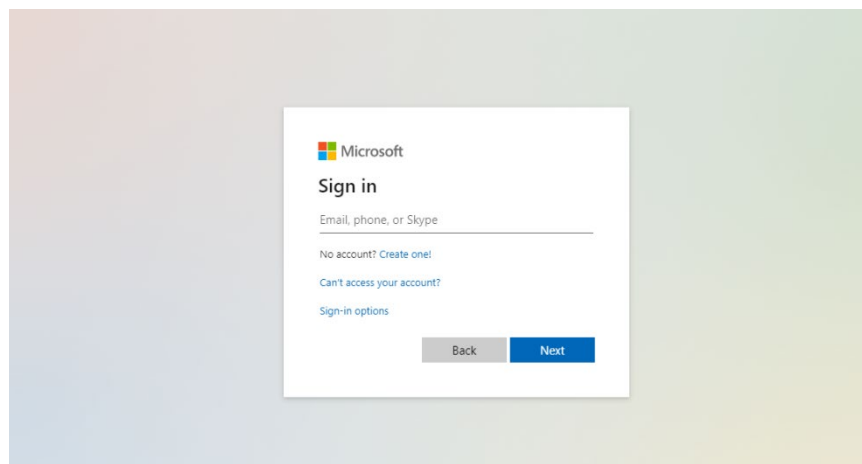 Microsoft
Sign in
Email, phone, or Skype
No account? Create one!
Can't access your account?
Sign-in options
Back Next